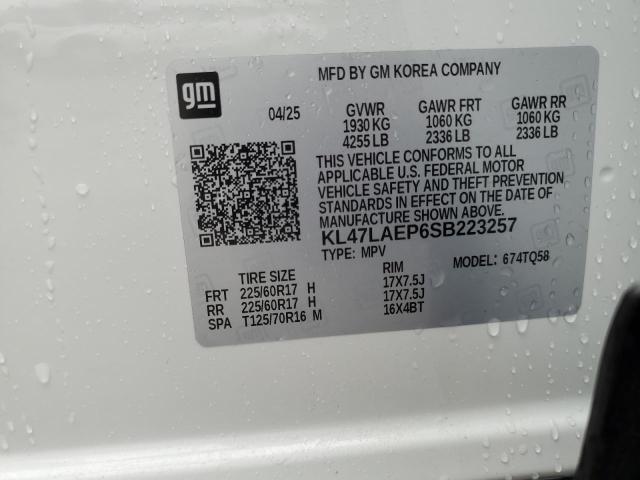 gm
MFD BY GM KOREA COMPANY
04/25 GVWR GAWR FRT GAWR RR
1930 KG 1060 KG 1060 KG
4255 LB 2336 LB 2336 LB
THIS VEHICLE CONFORMS TO ALL
APPLICABLE U.S. FEDERAL MOTOR
VEHICLE SAFETY AND THEFT PREVENTION
STANDARDS IN EFFECT ON THE DATE OF
MANUFACTURE SHOWN ABOVE.
KL47LAEP6SB223257
TYPE: MPV MODEL: 674TQ58
TIRE SIZE RIM
FRT 225/60R17 H 17X7.5J
RR 225/60R17 H 17X7.5J
SPA T125/70R16 M 16X4BT